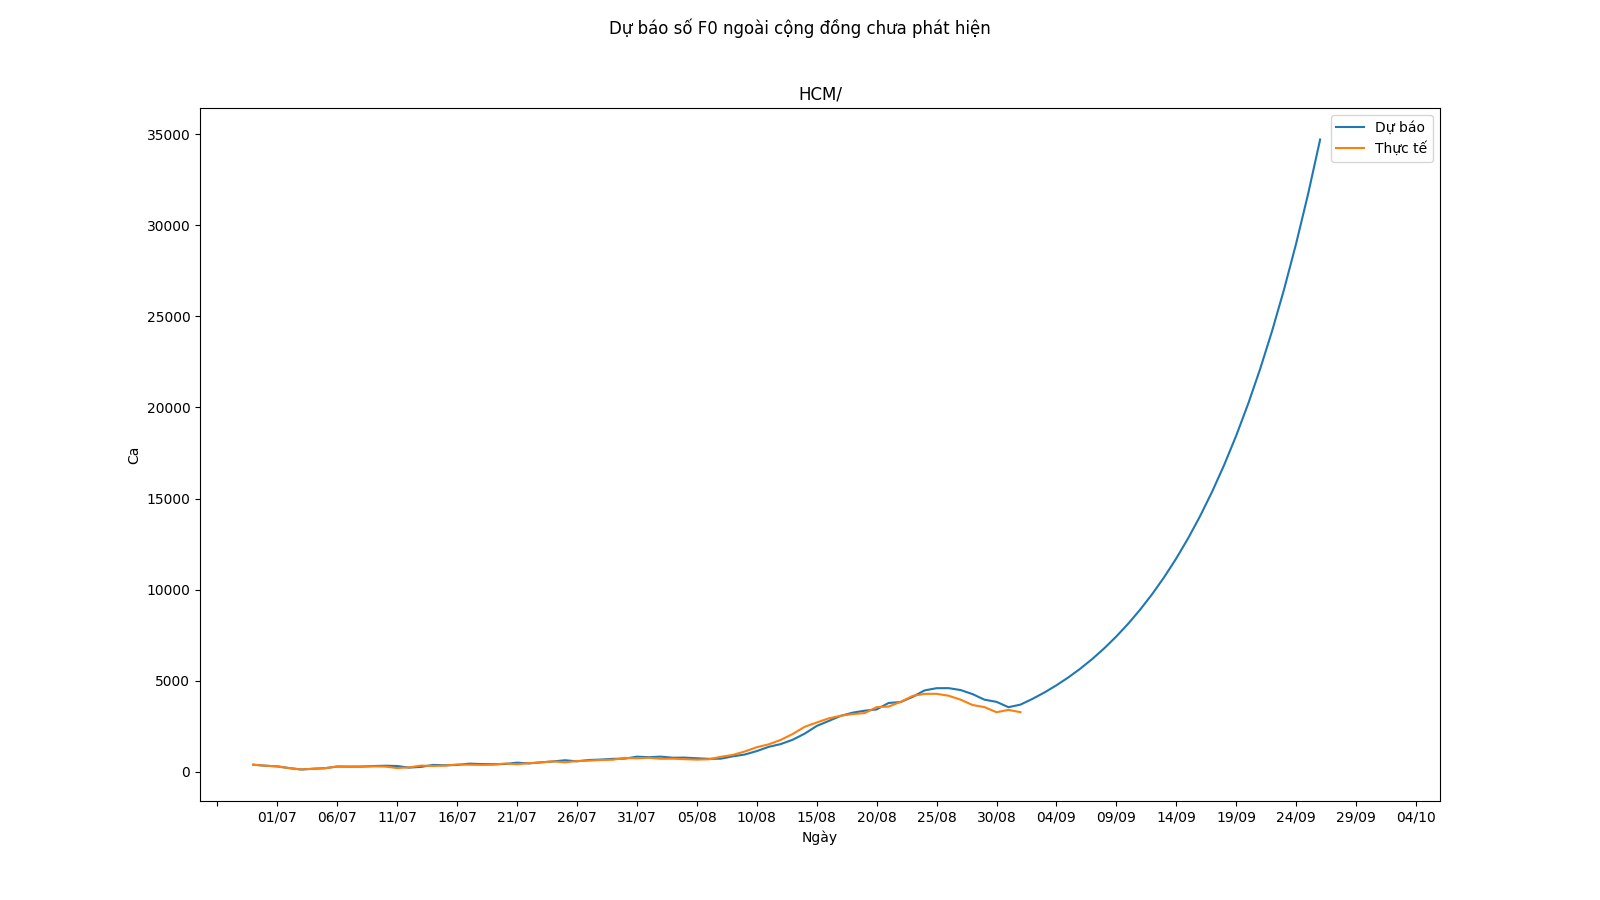 Dự báo số F0 ngoài cộng đồng chưa phát hiện
HCM/
Dự báo
Thực tế
35000
30000
25000
20000
15000
10000
5000
0
Ca
01/07 06/07 11/07 16/07 21/07 26/07 31/07 05/08 10/08 15/08 20/08 25/08 30/08 04/09 09/09 14/09 19/09 24/09 29/09 04/10
Ngày